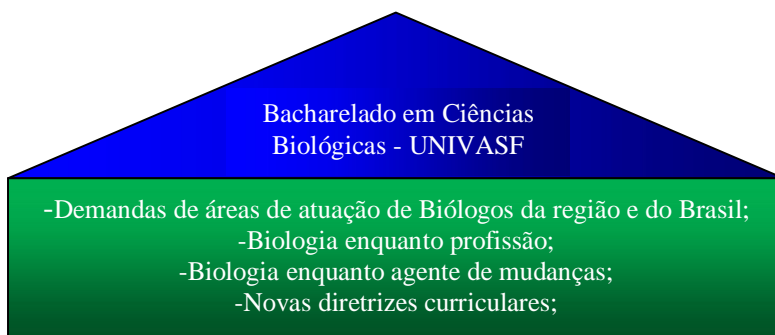 Bacharelado em Ciências
Biológicas - UNIVASF
-Demandas de áreas de atuação de Biólogos da região e do Brasil;
-Biologia enquanto profissão;
-Biologia enquanto agente de mudanças;
-Novas diretrizes curriculares;